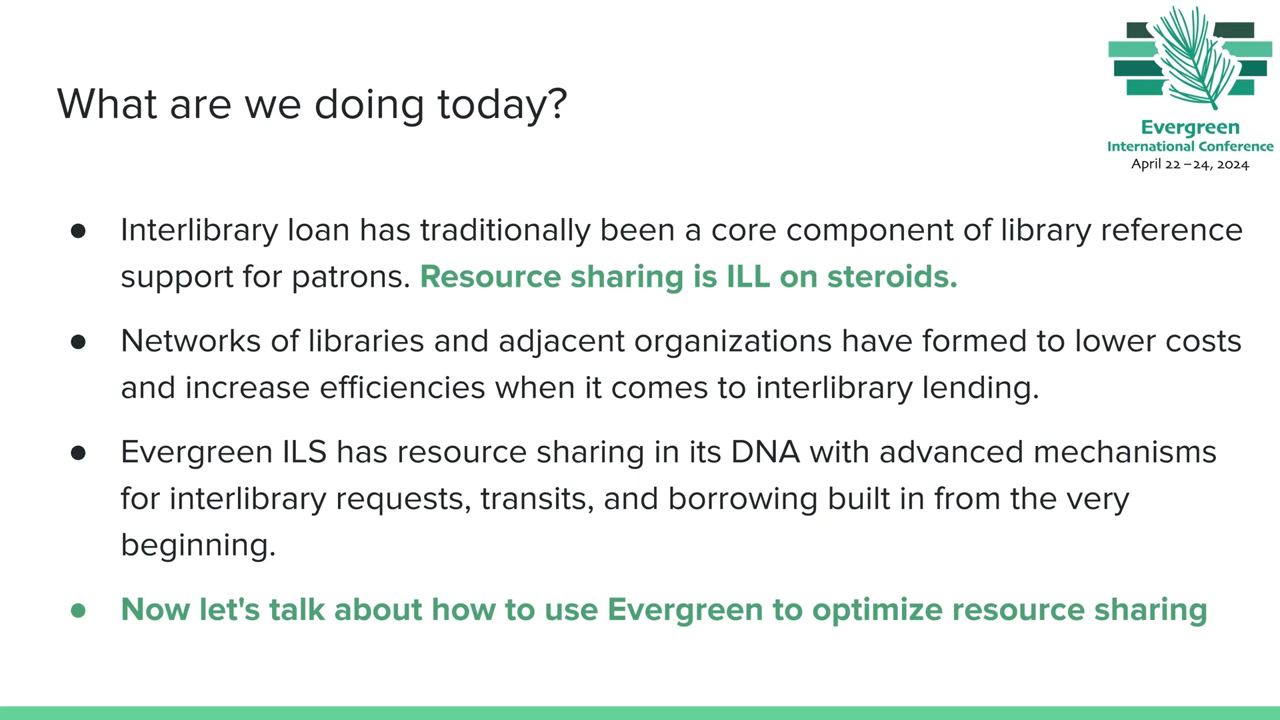 Evergreen
International Conference
April 22 – 24, 2024
What are we doing today?
● Interlibrary loan has traditionally been a core component of library reference
support for patrons. Resource sharing is ILL on steroids.
● Networks of libraries and adjacent organizations have formed to lower costs
and increase efficiencies when it comes to interlibrary lending.
● Evergreen ILS has resource sharing in its DNA with advanced mechanisms
for interlibrary requests, transits, and borrowing built in from the very
beginning.
● Now let's talk about how to use Evergreen to optimize resource sharing